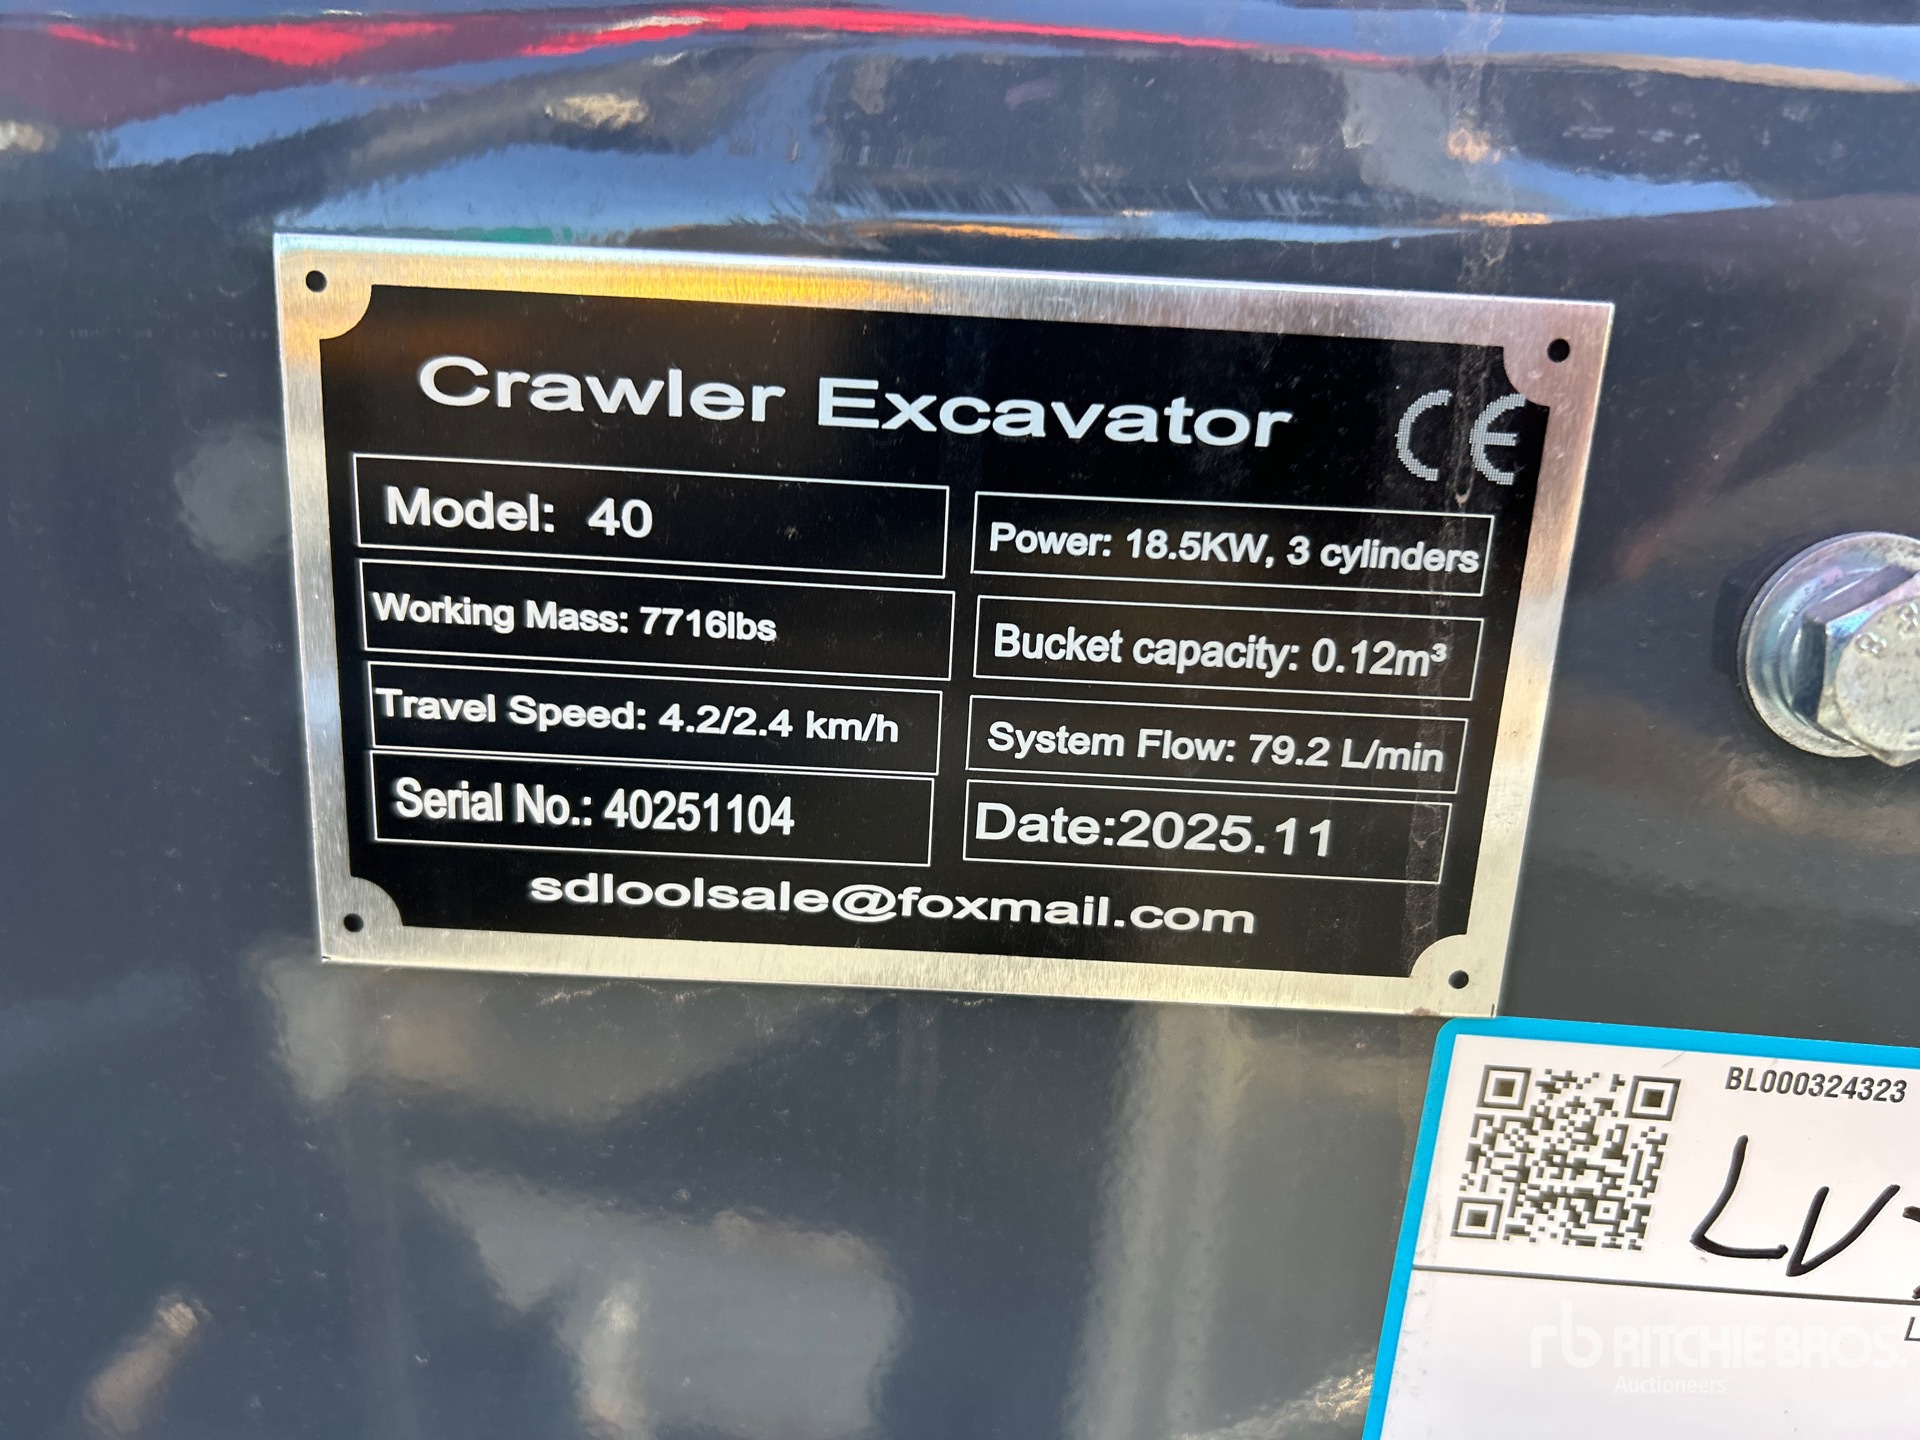 Crawler Excavator CE
Model: 40
Power: 18.5KW, 3 cylinders
Working Mass: 7716lbs
Bucket capacity: 0.12m³
Travel Speed: 4.2/2.4 km/h
System Flow: 79.2 L/min
Serial No.: 40251104
Date:2025.11
sdloolsale@foxmail.com
BL000324323
LV
rb RITCHIE BROS.
Auctioneers